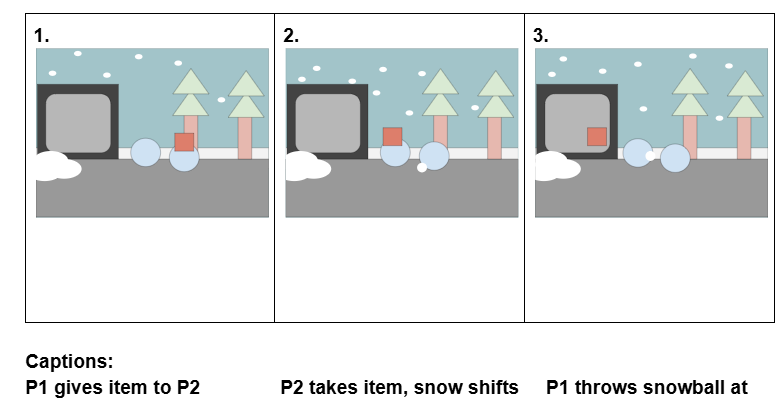 1.
2.
3.
Captions:
P1 gives item to P2
P2 takes item, snow shifts
P1 throws snowball at